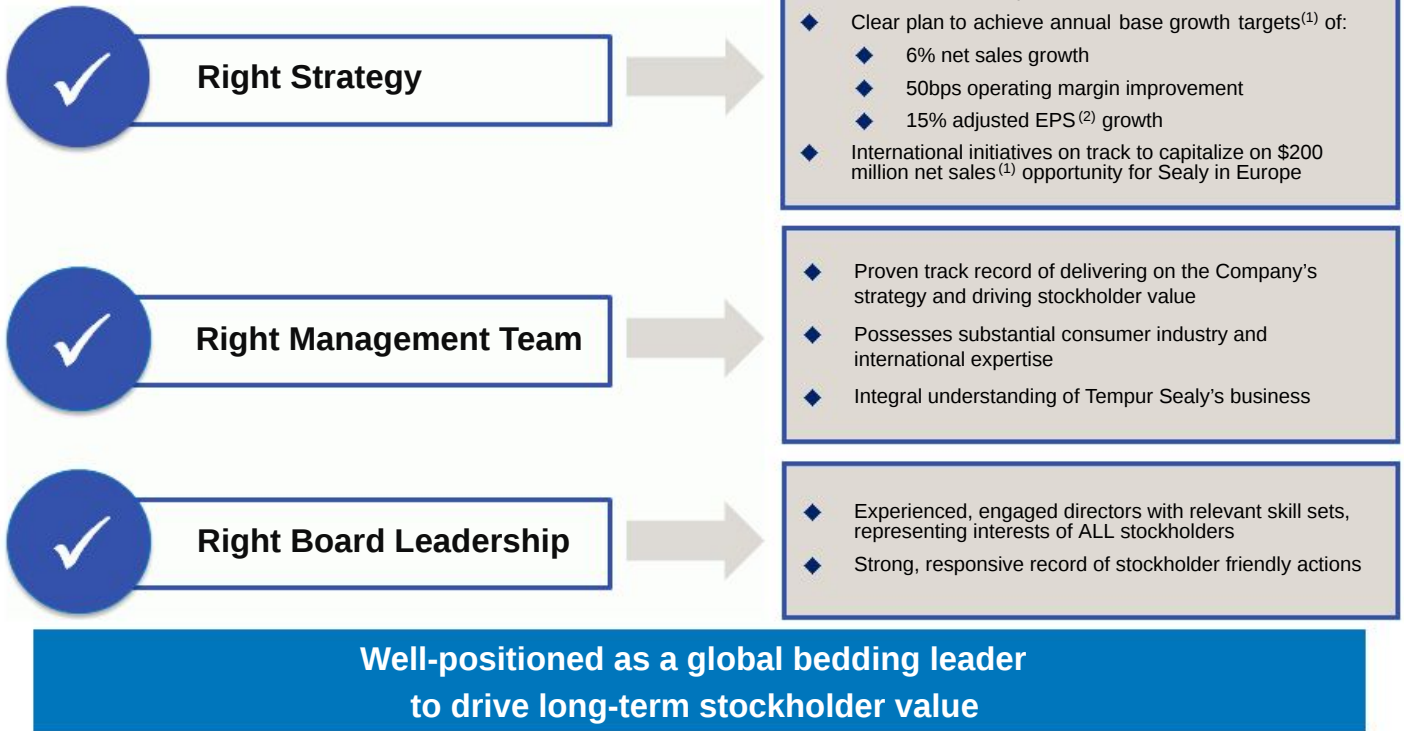 Right Strategy
◆ Clear plan to achieve annual base growth targets(1) of:
◆ 6% net sales growth
◆ 50bps operating margin improvement
◆ 15% adjusted EPS(2) growth
◆ International initiatives on track to capitalize on $200
million net sales(1) opportunity for Sealy in Europe
Right Management Team
◆ Proven track record of delivering on the Company’s
strategy and driving stockholder value
◆ Possesses substantial consumer industry and
international expertise
◆ Integral understanding of Tempur Sealy’s business
Right Board Leadership
◆ Experienced, engaged directors with relevant skill sets,
representing interests of ALL stockholders
◆ Strong, responsive record of stockholder friendly actions
Well-positioned as a global bedding leader
to drive long-term stockholder value